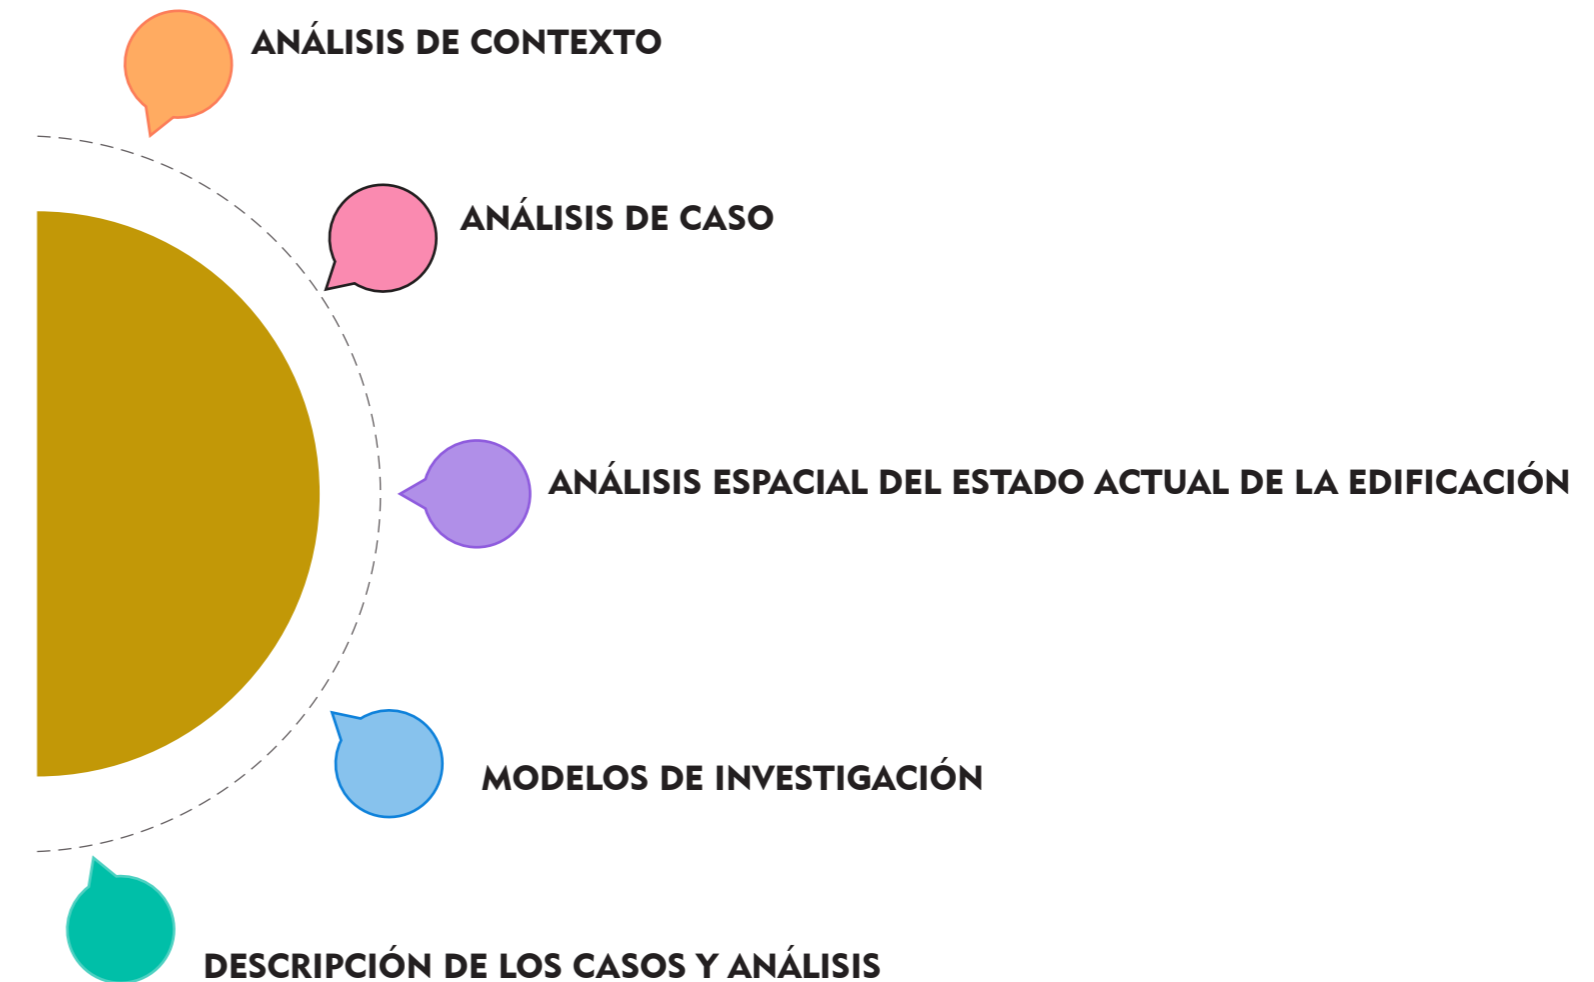 ANÁLISIS DE CONTEXTO
ANÁLISIS DE CASO
ANÁLISIS ESPACIAL DEL ESTADO ACTUAL DE LA EDIFICACIÓN
MODELOS DE INVESTIGACIÓN
DESCRIPCIÓN DE LOS CASOS Y ANÁLISIS